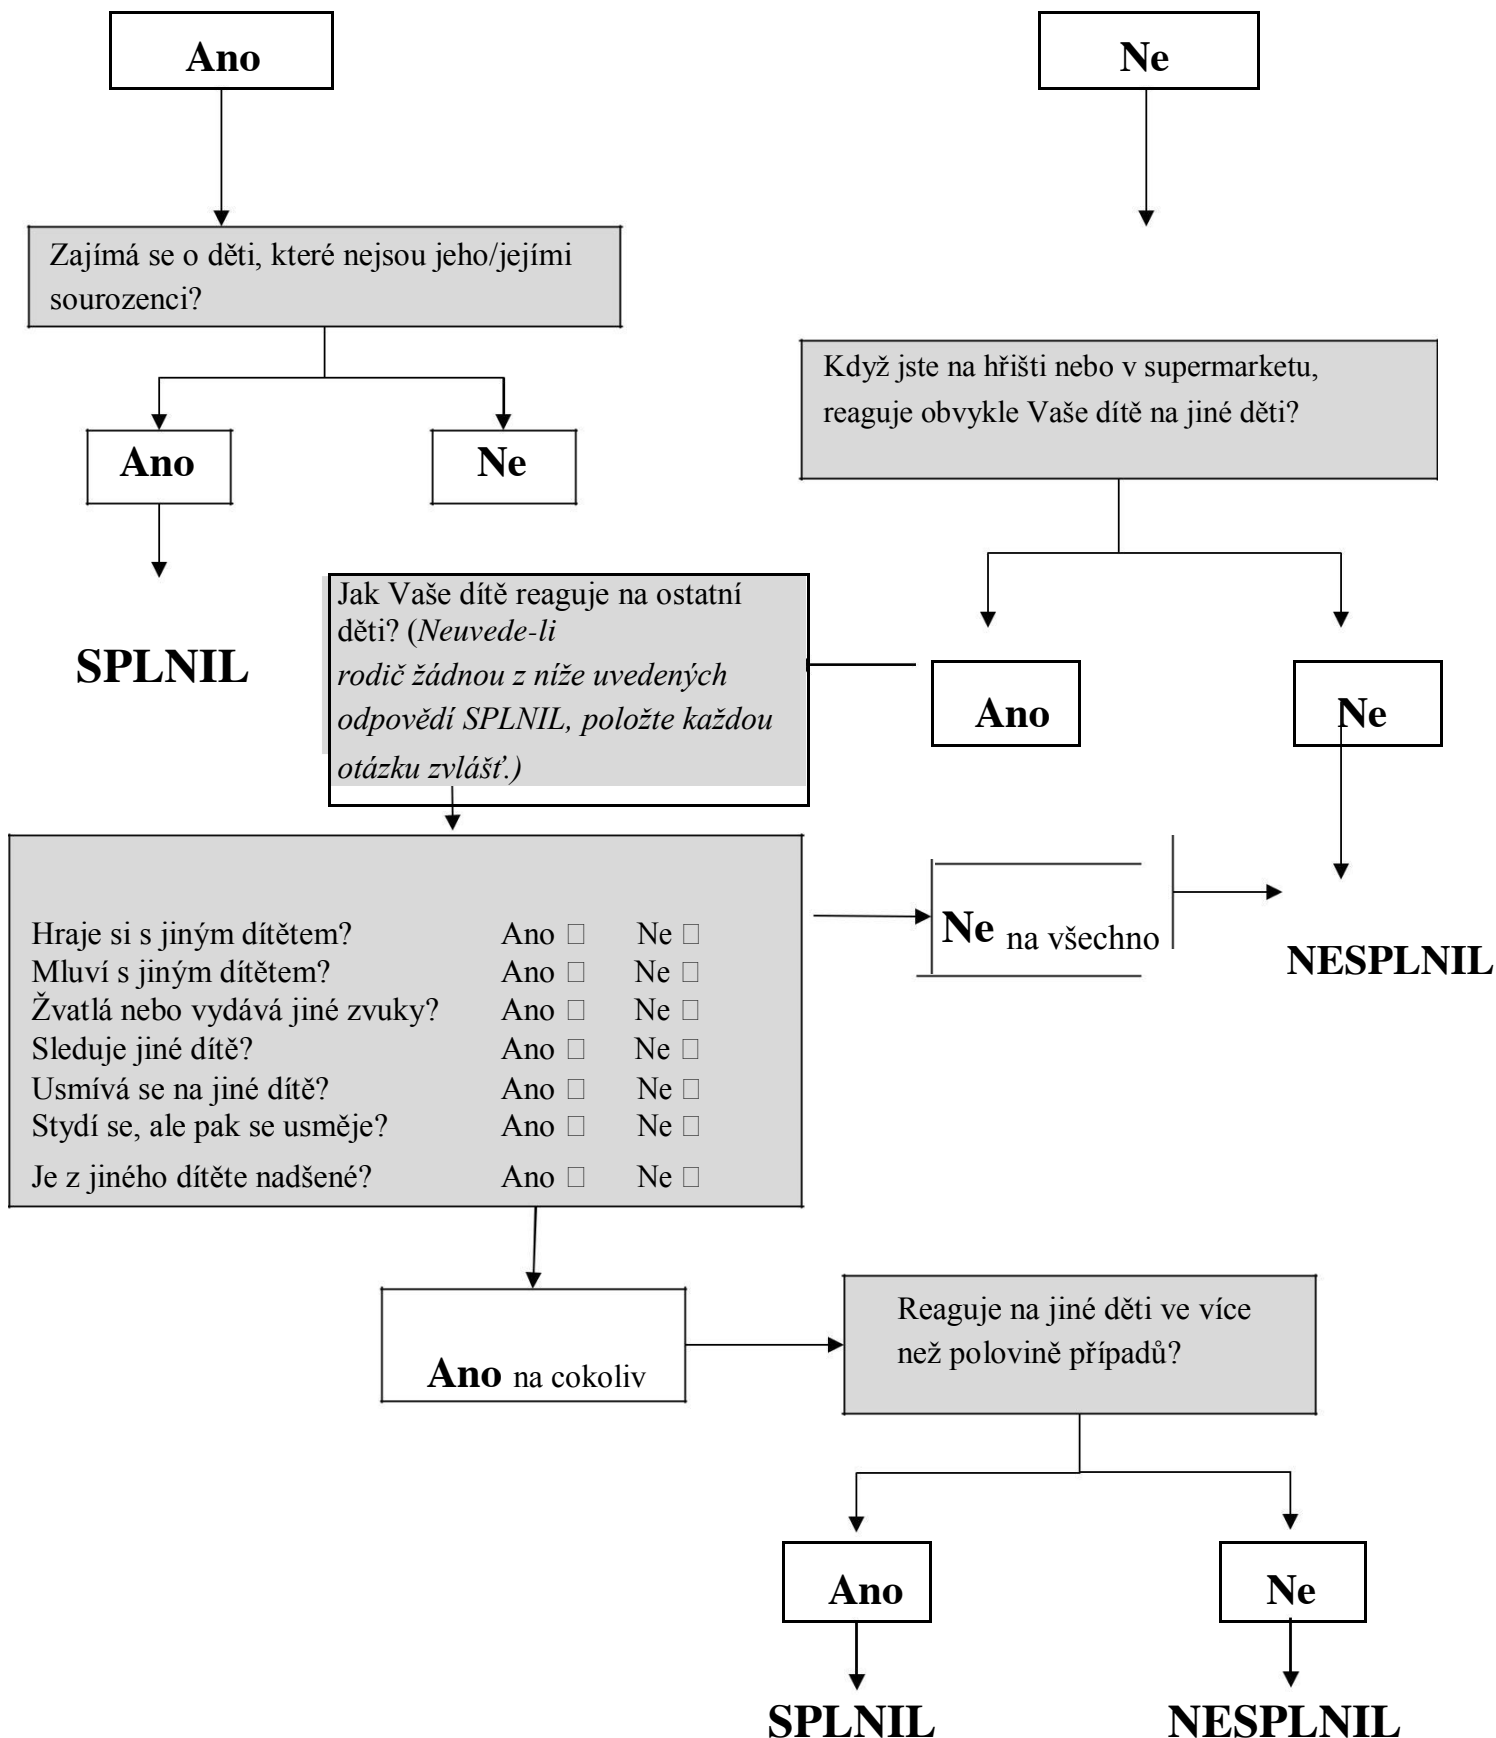 Ano
Ne
Zajímá se o děti, které nejsou jeho/jejími
sourozenci?
Když jste na hřišti nebo v supermarketu,
reaguje obvykle Vaše dítě na jiné děti?
Ano
Ne
Jak Vaše dítě reaguje na ostatní
děti? (Neuvede-li
rodič žádnou z níže uvedených
odpovědí SPLNIL, položte každou
otázku zvlášť.)
SPLNIL
Ano
Ne
Hraje si s jiným dítětem? Ano □ Ne □
Mluví s jiným dítětem? Ano □ Ne □
Žvatlá nebo vydává jiné zvuky? Ano □ Ne □
Sleduje jiné dítě? Ano □ Ne □
Usmívá se na jiné dítě? Ano □ Ne □
Stydí se, ale pak se usměje? Ano □ Ne □
Je z jiného dítěte nadšené? Ano □ Ne □
Ne na všechno
NESPLNIL
Ano na cokoliv
Reaguje na jiné děti ve více
než polovině případů?
Ano
Ne
SPLNIL
NESPLNIL